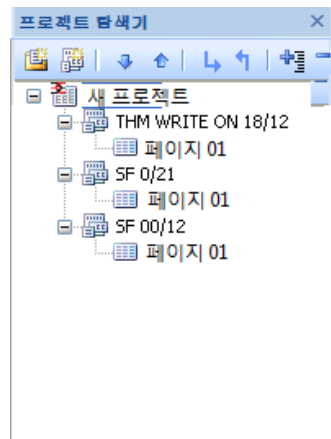 프로젝트 탐색기
새 프로젝트
THM WRITE ON 18/12
페이지 01
SF 0/21
페이지 01
SF 00/12
페이지 01